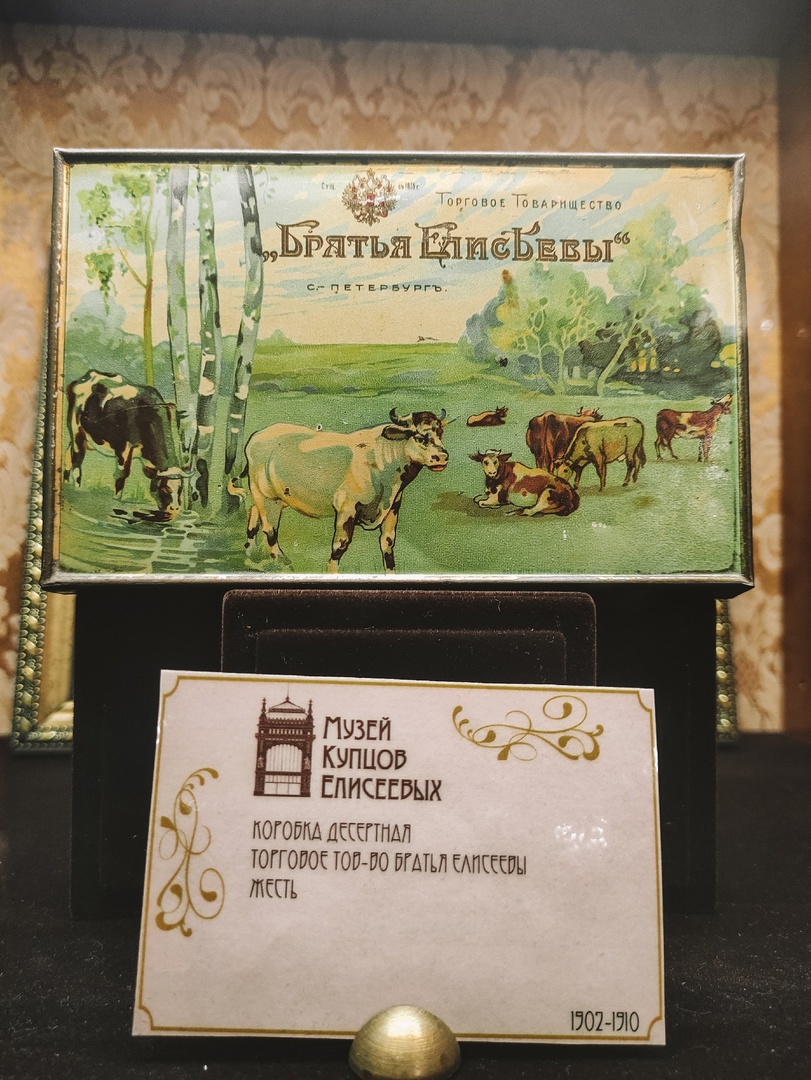 Торговое Товарищество
„Братья Елисѣевы“
С.-Петербургъ.
Музей
Купцов
Елисеевых
Коробка десертная
Торговое тов-во Братья Елисеевы
Жесть
1902-1910